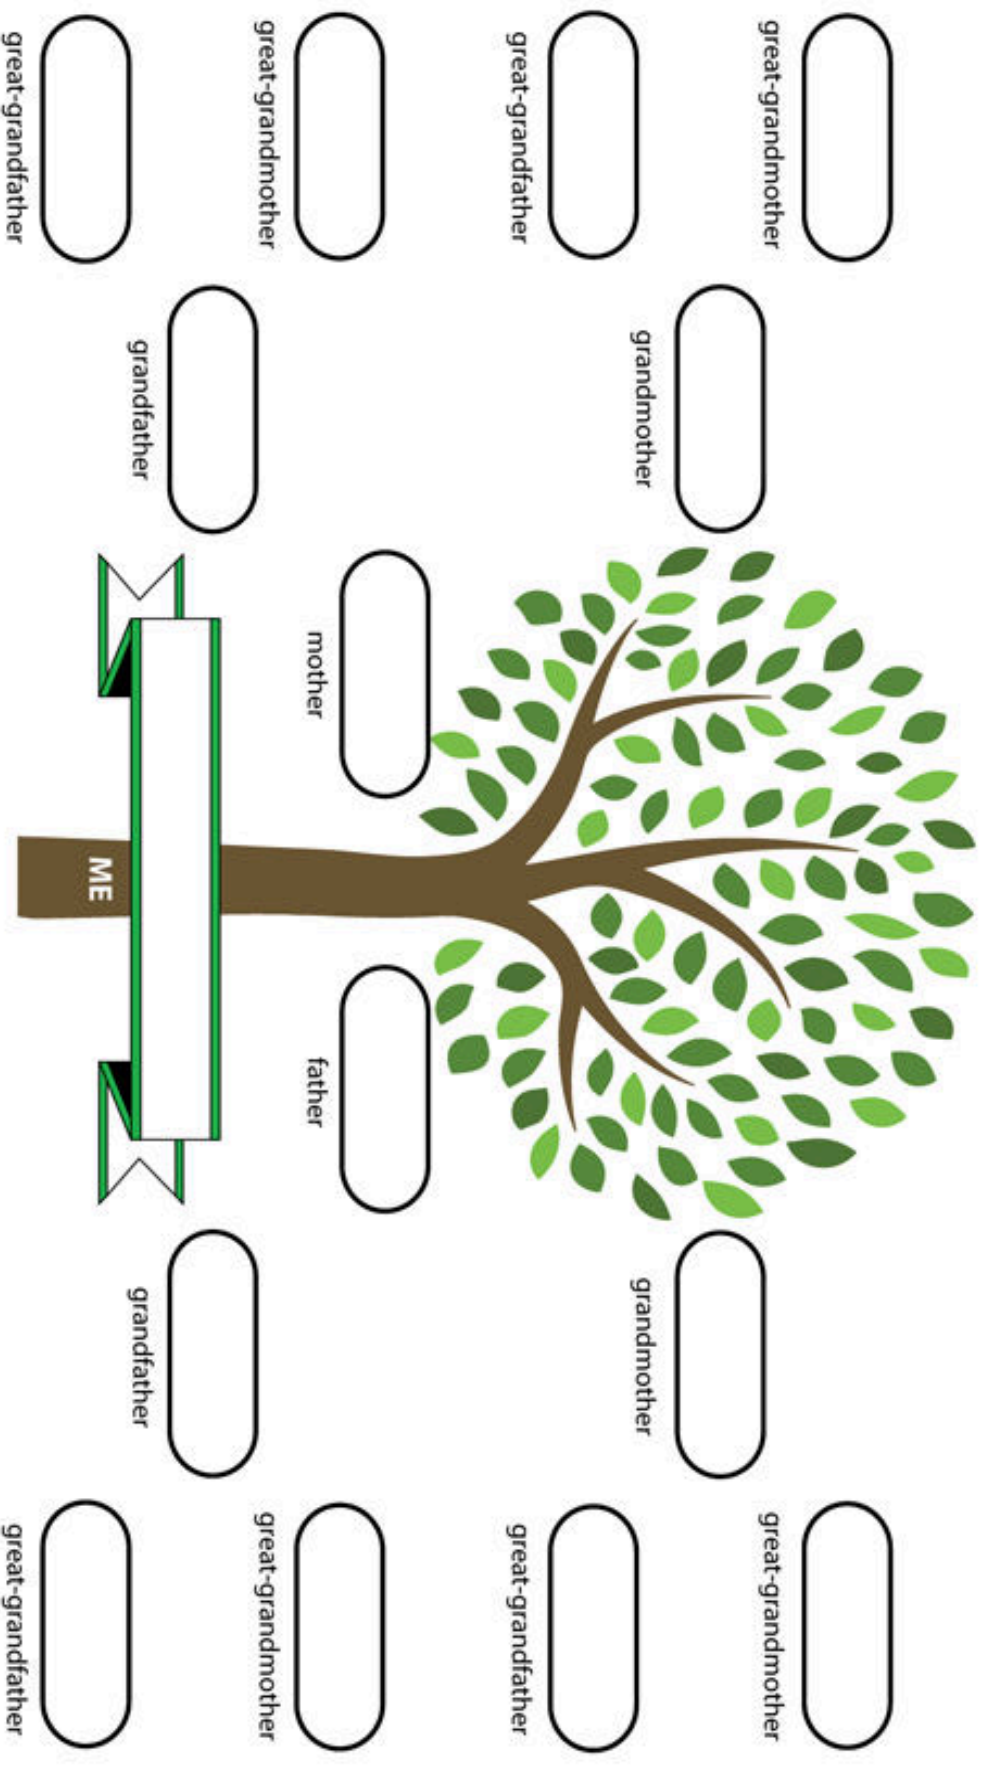 great-grandmother
great-grandmother
grandmother
grandmother
great-grandfather
great-grandfather
mother
father
great-grandmother
great-grandmother
grandfather
grandfather
ME
great-grandfather
great-grandfather